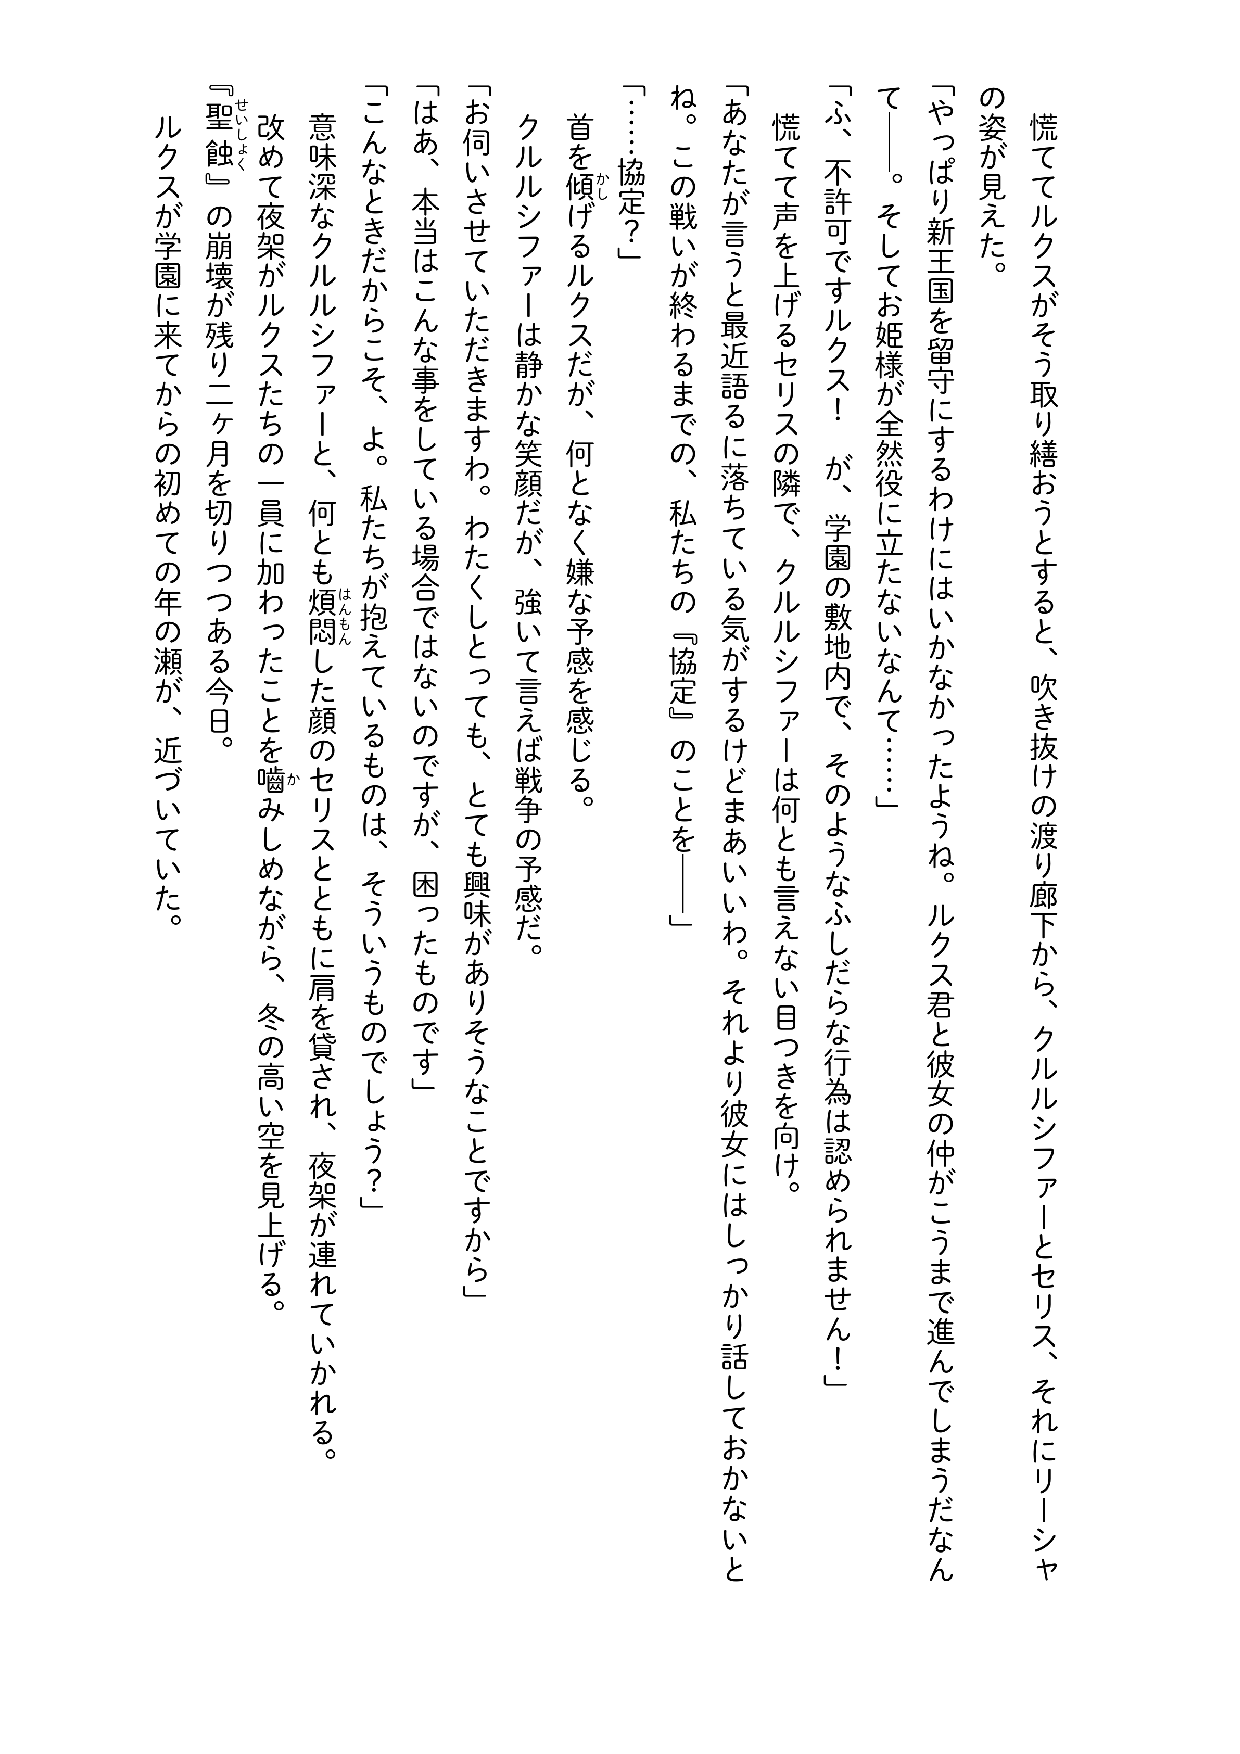 慌ててルクスがそう取り繕おうとすると、吹き抜けの渡り廊下から、クルルシファーとセリス、それにリーシャ
の姿が見えた。
「やっぱり新王国を留守にするわけにはいかなかったようね。ルクス君と彼女の仲がこうまで進んでしまうだなん
て――。そしてお姫様が全然役に立たないなんて……」
「ふ、不許可ですルクス！　が、学園の敷地内で、そのようなふしだらな行為は認められません！」
　慌てて声を上げるセリスの隣で、クルルシファーは何とも言えない目つきを向け。
「あなたが言うと最近語るに落ちている気がするけどまあいいわ。それより彼女にはしっかり話しておかないと
ね。この戦いが終わるまでの、私たちの『協定』のことを――」
「……協定？」
　首を傾げるルクスだが、何となく嫌な予感を感じる。
　クルルシファーは静かな笑顔だが、強いて言えば戦争の予感だ。
「お伺いさせていただきますわ。わたくしとっても、とても興味がありそうなことですから」
「はあ、本当はこんな事をしている場合ではないのですが、困ったものです」
「こんなときだからこそ、よ。私たちが抱えているものは、そういうものでしょう？」
　意味深なクルルシファーと、何とも煩悶した顔のセリスとともに肩を貸され、夜架が連れていかれる。
　改めて夜架がルクスたちの一員に加わったことを噛みしめながら、冬の高い空を見上げる。
『聖蝕』の崩壊が残り二ヶ月を切りつつある今日。
　ルクスが学園に来てからの初めての年の瀬が、近づいていた。